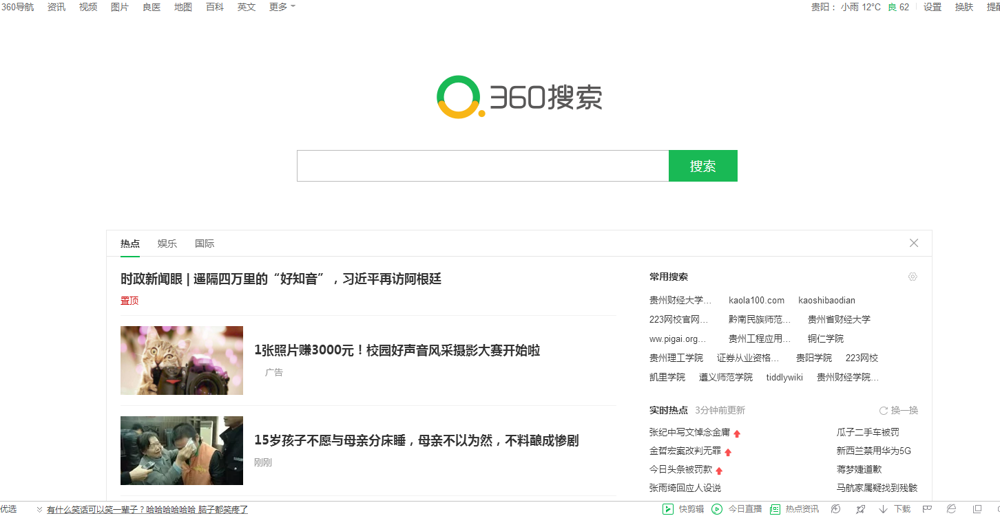 360导航 资讯 视频 图片 良医 地图 百科 英文 更多 贵阳： 小雨 12°C 良 62 设置 换肤 提醒
360搜索
搜索
热点 娱乐 国际
时政新闻眼 | 遥隔四万里的“好知音”，习近平再访阿根廷
置顶
1张照片赚3000元！校园好声音风采摄影大赛开始啦
广告
15岁孩子不愿与母亲分床睡，母亲不以为然，不料酿成惨剧
刚刚
常用搜索
贵州财经大学... kaola100.com kaoshibaodian
223网校官网... 黔南民族师范... 贵州省财经大学
ww.pigai.org... 贵州工程应用... 铜仁学院
贵州理工学院 证券从业资格... 贵阳学院 223网校
凯里学院 遵义师范学院 tiddlywiki 贵州财经学院...
实时热点 3分钟前更新 换一换
张纪中写文悼念金庸 瓜子二手车被罚
金哲宏案改判无罪 新西兰禁用华为5G
今日头条被罚款 蒋梦婕道歉
张雨绮回应人设说 马航家属疑找到残骸
优选 有什么笑话可以笑一辈子？哈哈哈哈哈哈 脑子都笑疼了 快剪辑 今日直播 热点资讯 下载